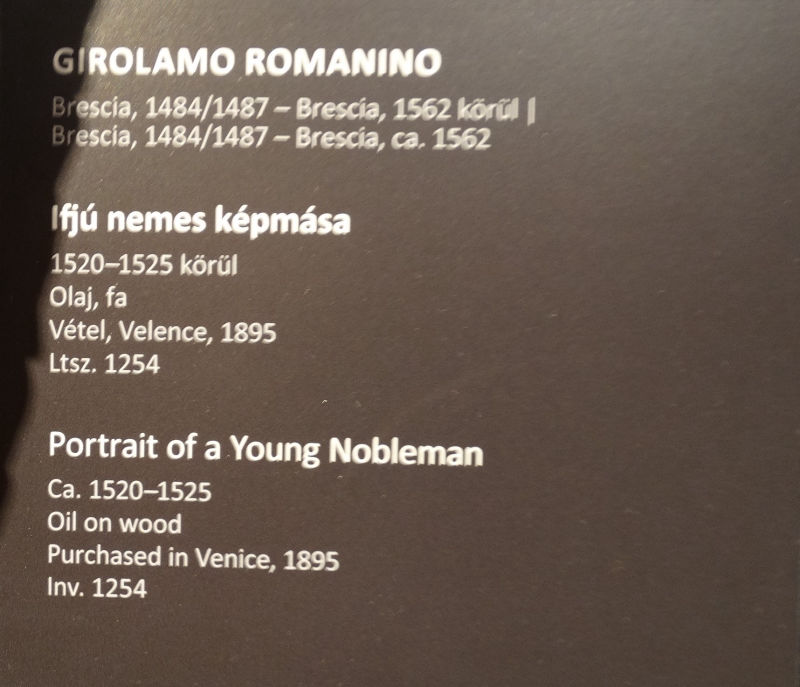 GIROLAMO ROMANINO
Brescia, 1484/1487 – Brescia, 1562 körül |
Brescia, 1484/1487 – Brescia, ca. 1562
Ifjú nemes képmása
1520–1525 körül
Olaj, fa
Vétel, Velence, 1895
Ltsz. 1254
Portrait of a Young Nobleman
Ca. 1520–1525
Oil on wood
Purchased in Venice, 1895
Inv. 1254